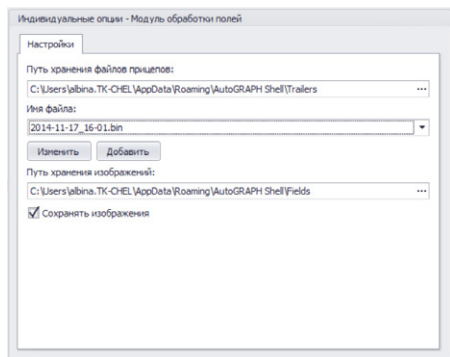 Индивидуальные опции - Модуль обработки полей
Настройки
Путь хранения файлов прицепов:
C:\Users\albina.TK-CHEL\AppData\Roaming\AutoGRAPH Shell\Trailers ...
Имя файла:
2014-11-17_16-01.bin
Изменить Добавить
Путь хранения изображений:
C:\Users\albina.TK-CHEL\AppData\Roaming\AutoGRAPH Shell\Fields ...
Сохранять изображения